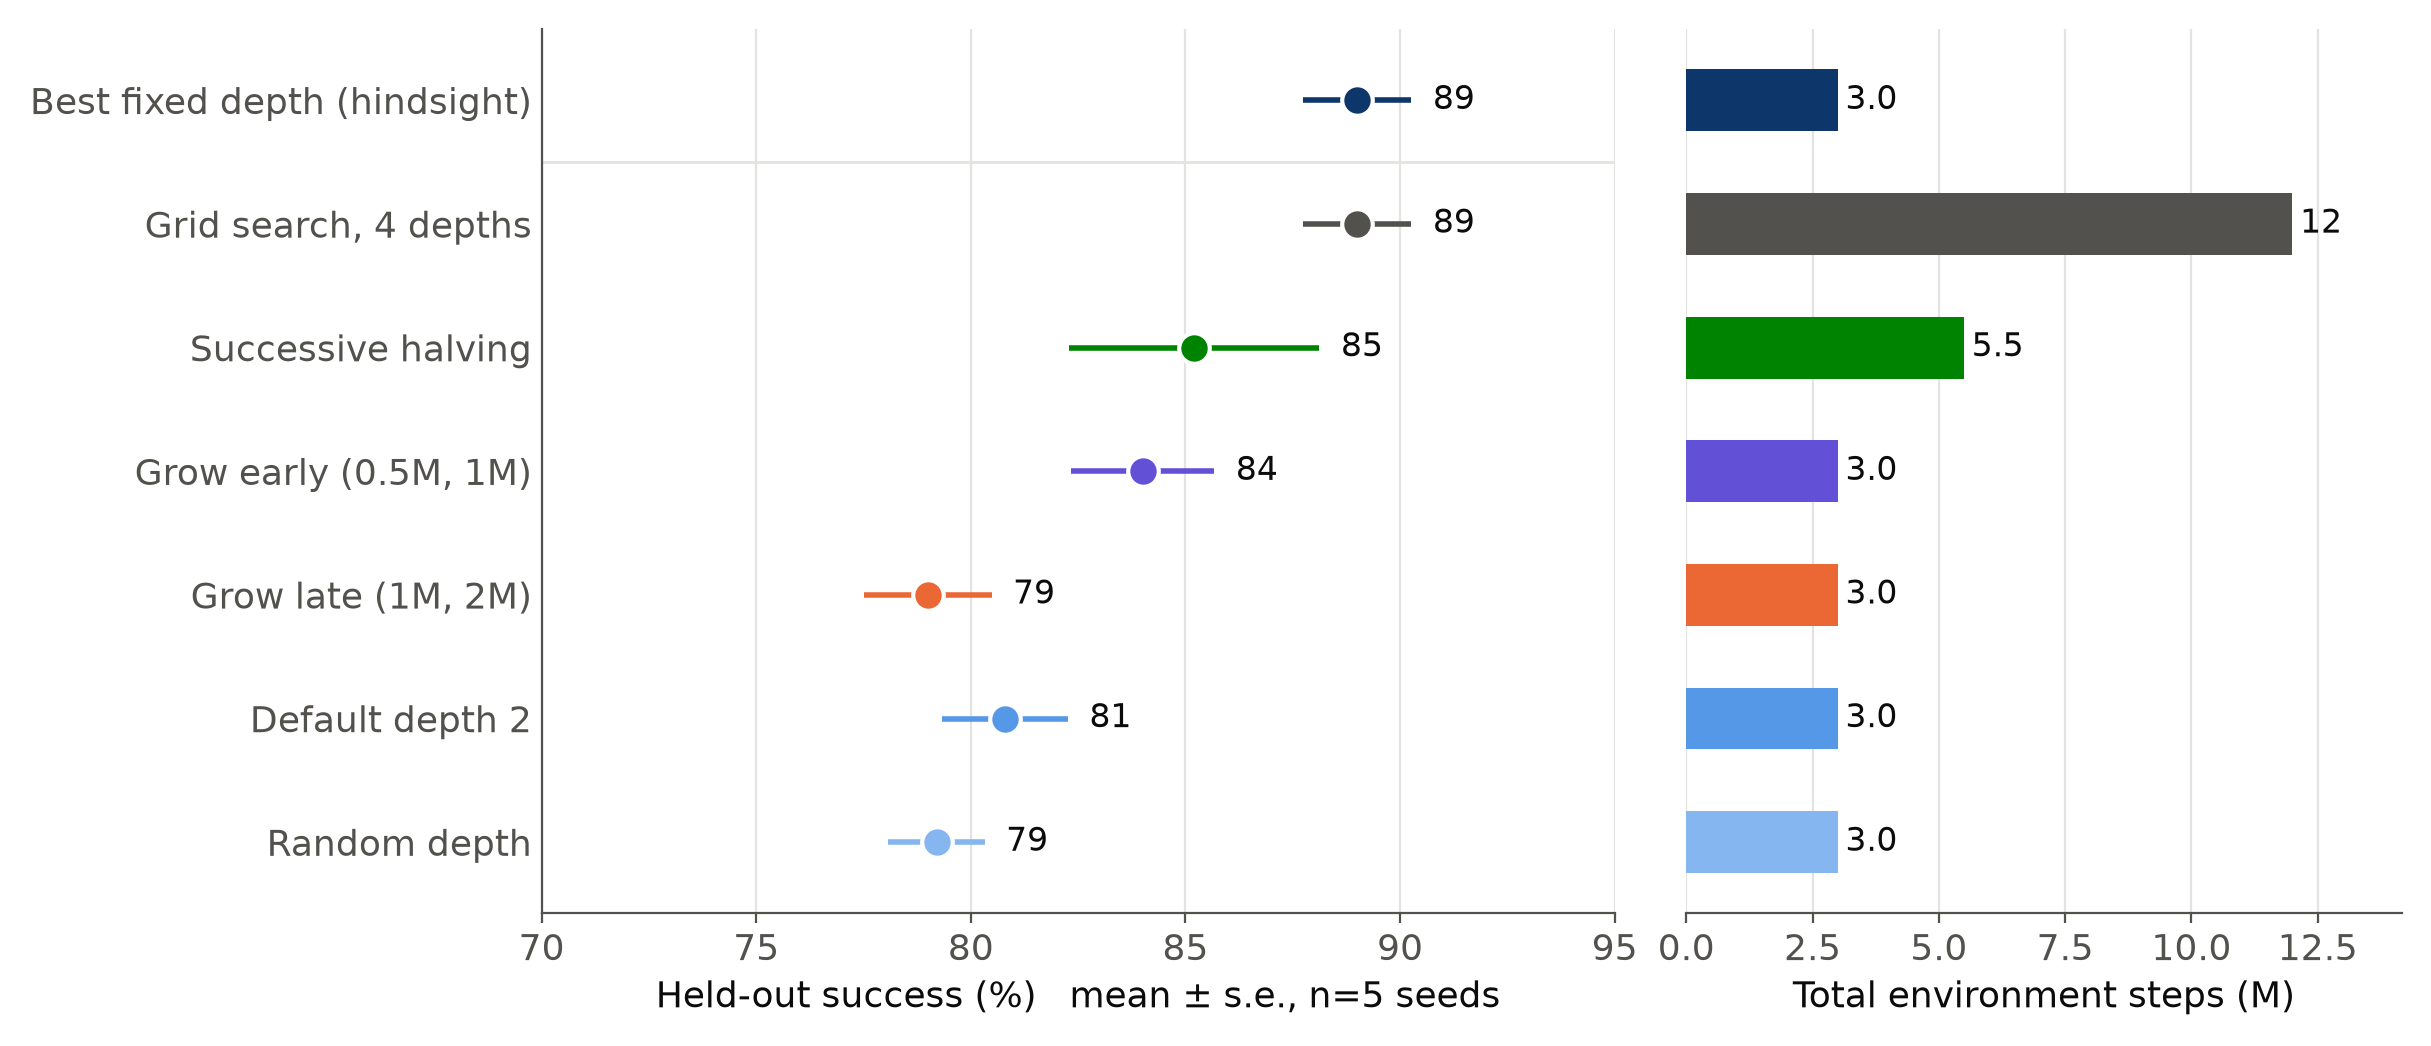 Best fixed depth (hindsight) 89 3.0
Grid search, 4 depths 89 12
Successive halving 85 5.5
Grow early (0.5M, 1M) 84 3.0
Grow late (1M, 2M) 79 3.0
Default depth 2 81 3.0
Random depth 79 3.0
70 75 80 85 90 95 0.0 2.5 5.0 7.5 10.0 12.5
Held-out success (%) mean ± s.e., n=5 seeds Total environment steps (M)